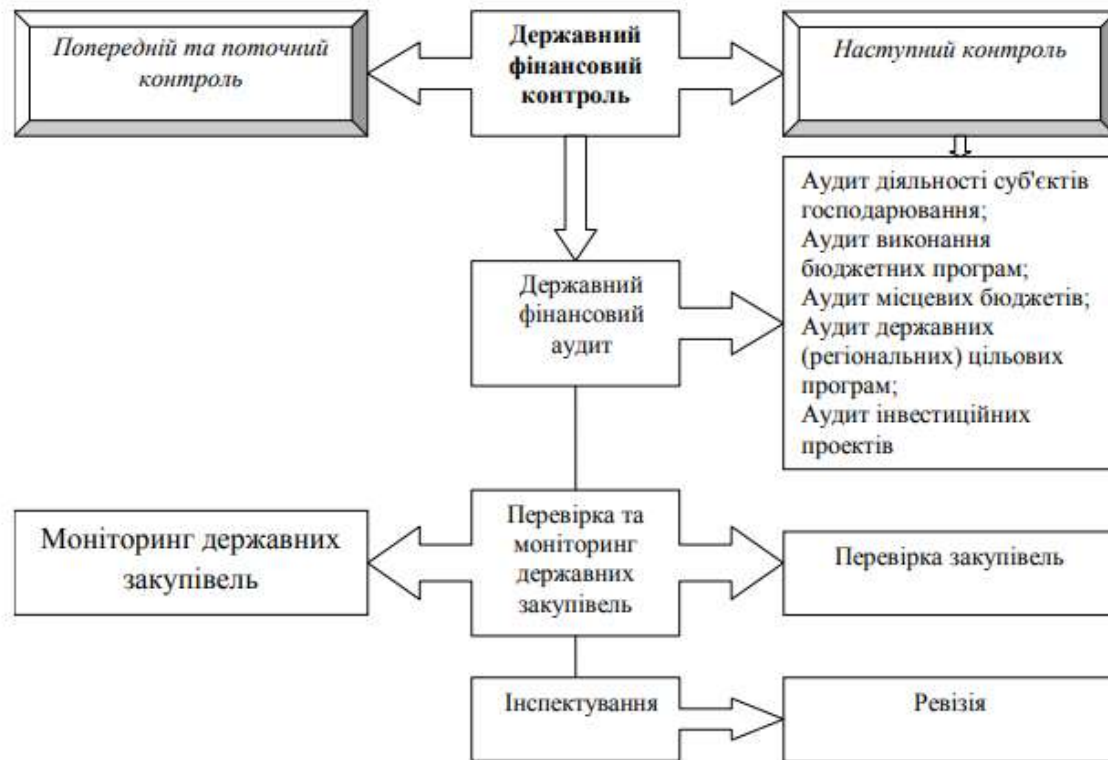 Попередній та поточний
контроль
Державний
фінансовий
контроль
Наступний контроль
Аудит діяльності суб'єктів
господарювання;
Аудит виконання
бюджетних програм;
Аудит місцевих бюджетів;
Аудит державних
(регіональних) цільових
програм;
Аудит інвестиційних
проектів
Державний
фінансовий
аудит
Моніторинг державних
закупівель
Перевірка та
моніторинг
державних
закупівель
Перевірка закупівель
Інспектування
Ревізія